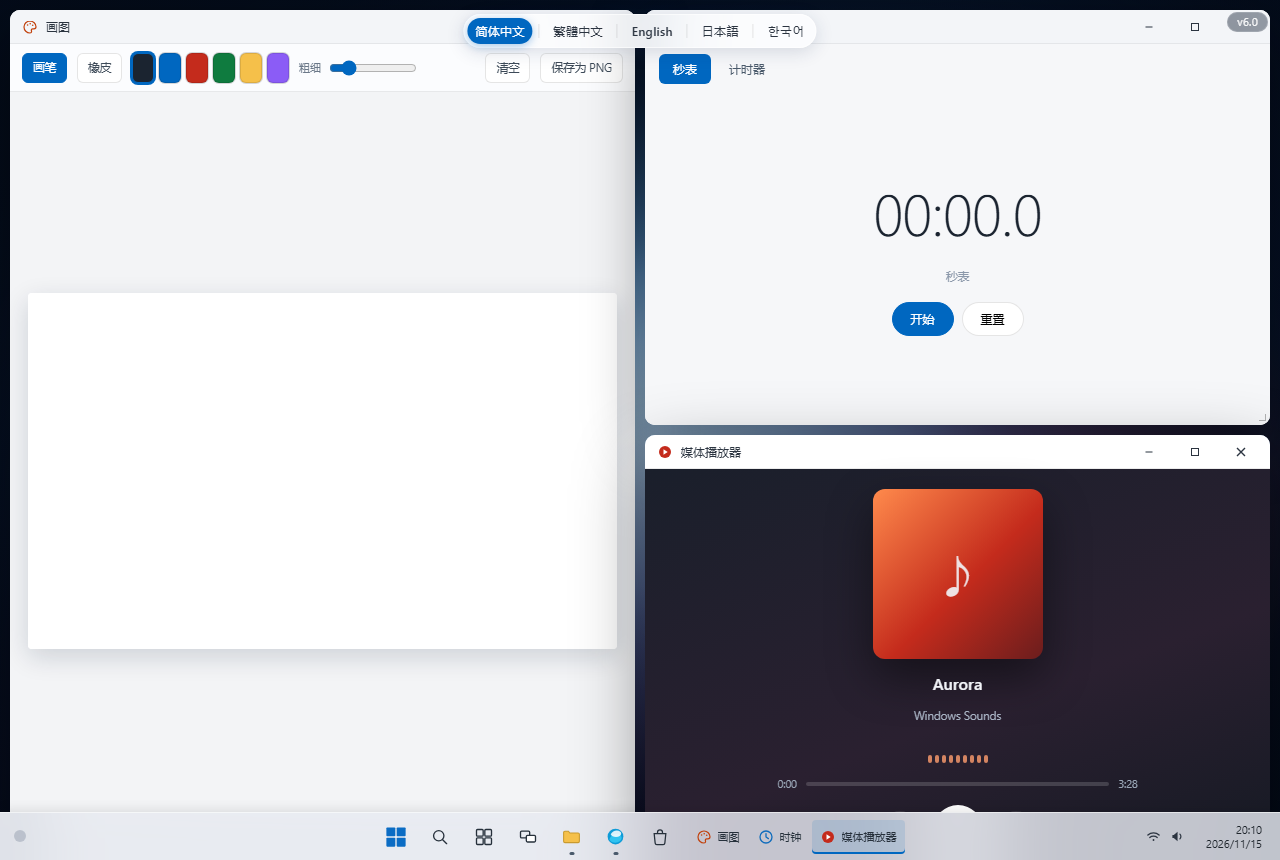 画图
简体中文
繁體中文
English
日本語
한국어
v6.0
画笔
橡皮
粗细
清空
保存为 PNG
秒表
计时器
00:00.0
秒表
开始
重置
媒体播放器
♪
Aurora
Windows Sounds
0:00
3:28
画图
时钟
媒体播放器
20:10
2026/11/15